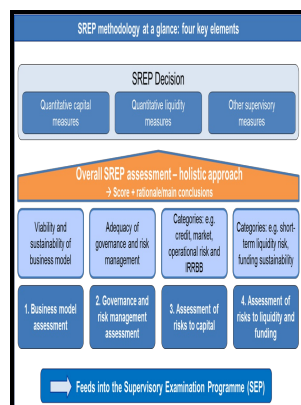 SREP methodology at a glance: four key elements
SREP Decision
Quantitative capital
measures
Quantitative liquidity
measures
Other supervisory
measures
Overall SREP assessment – holistic approach
→ Score + rationale/main conclusions
Viability and
sustainability of
business model
Adequacy of
governance and risk
management
Categories: e.g.
credit, market,
operational risk and
IRRBB
Categories: e.g. short-
term liquidity risk,
funding sustainability
1. Business model
assessment
2. Governance and
risk management
assessment
3. Assessment of
risks to capital
4. Assessment of
risks to liquidity and
funding
Feeds into the Supervisory Examination Programme (SEP)